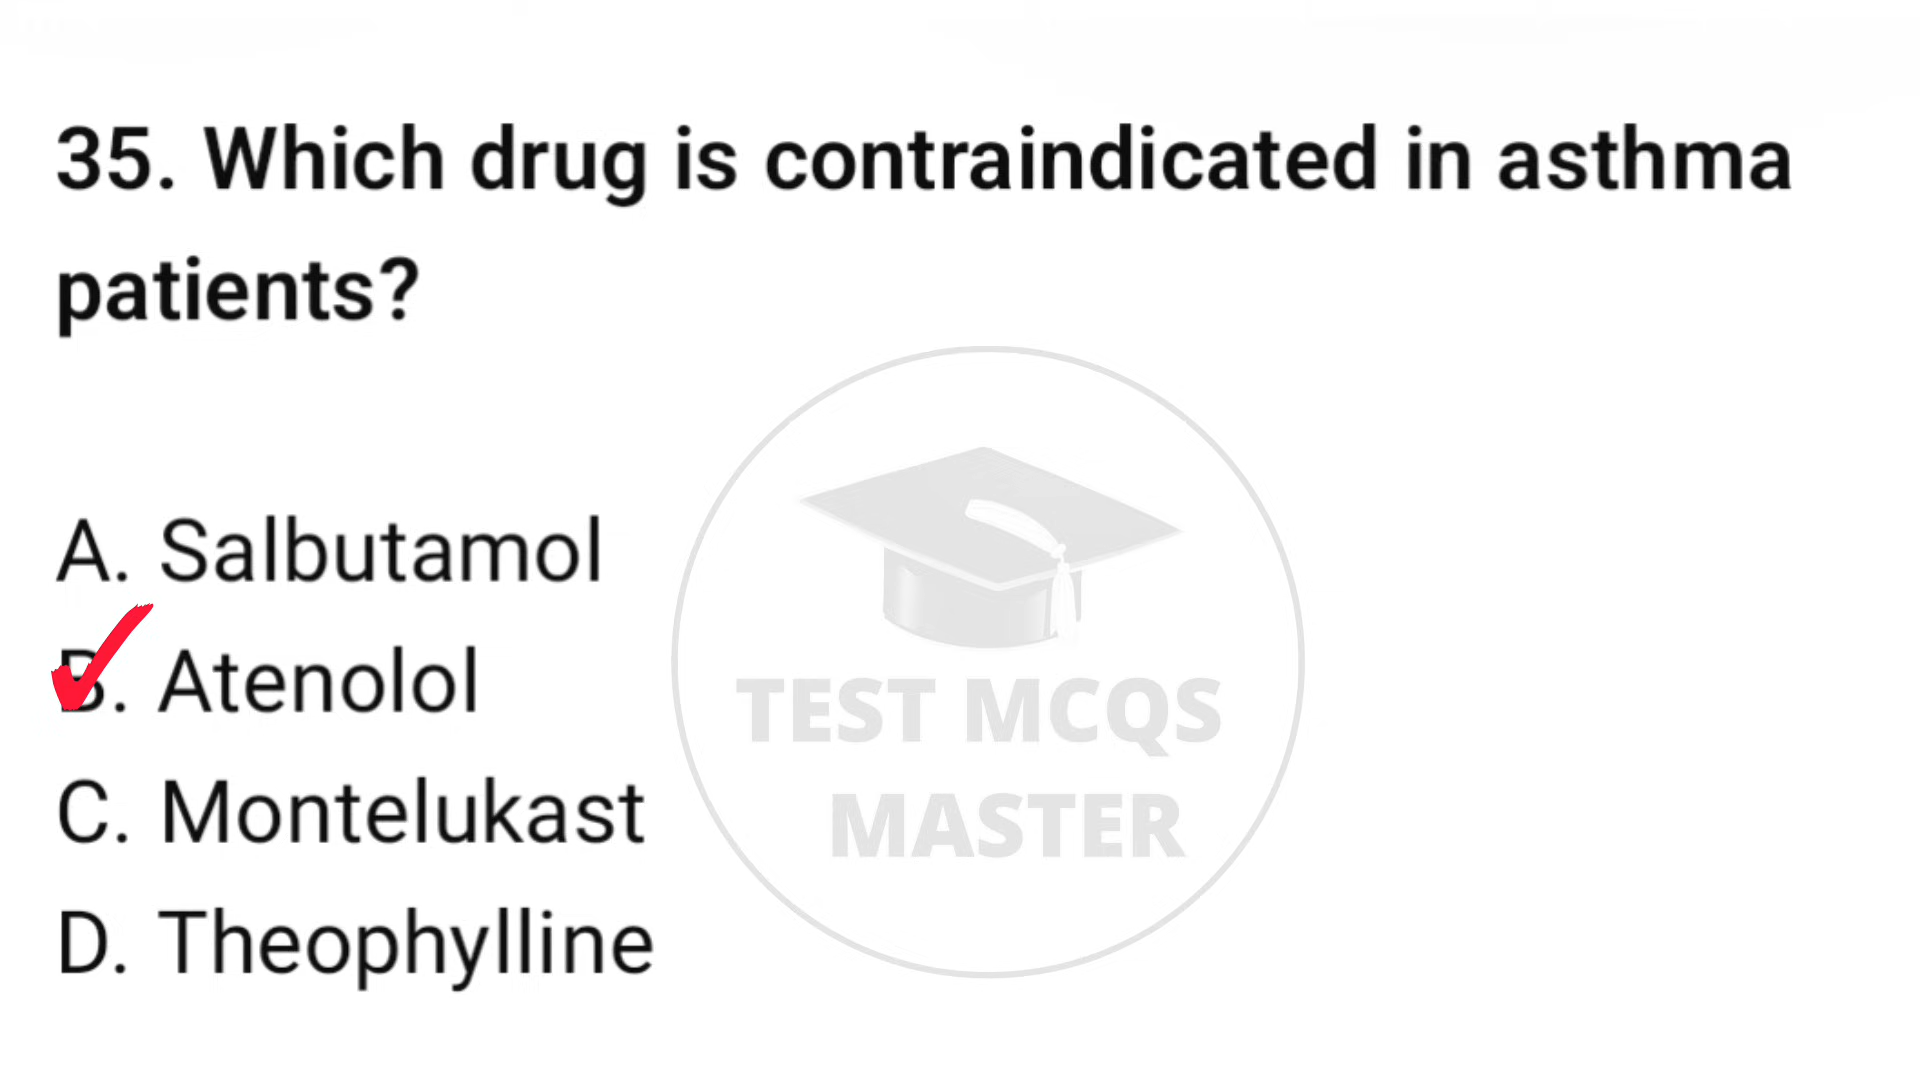 35. Which drug is contraindicated in asthma
patients?
A. Salbutamol
B. Atenolol
C. Montelukast
D. Theophylline
TEST MCQS
MASTER